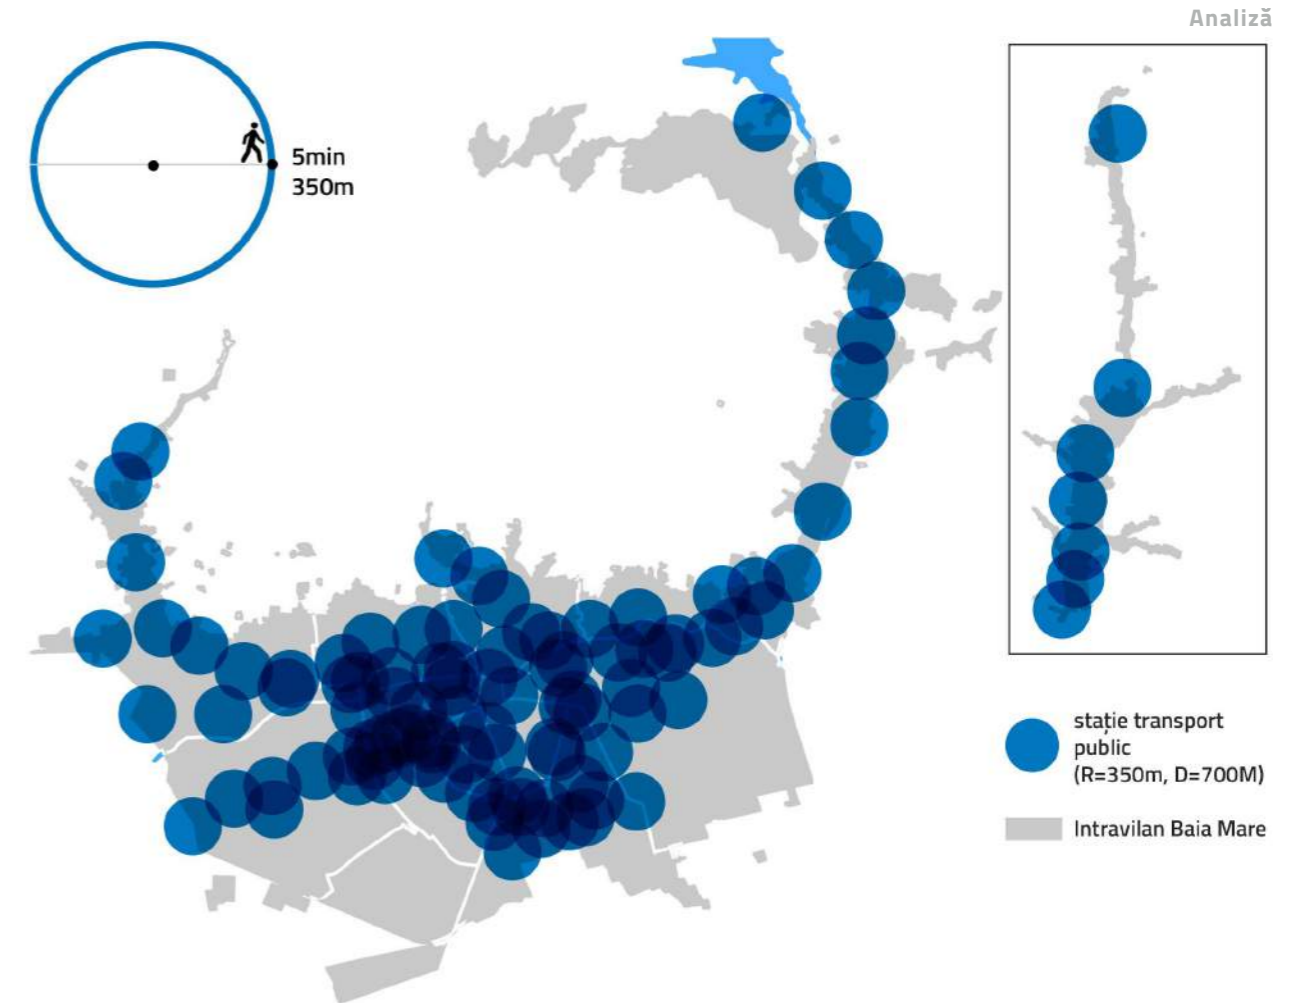 Analiză
5min
350m
stație transport
public
(R=350m, D=700M)
Intravilan Baia Mare